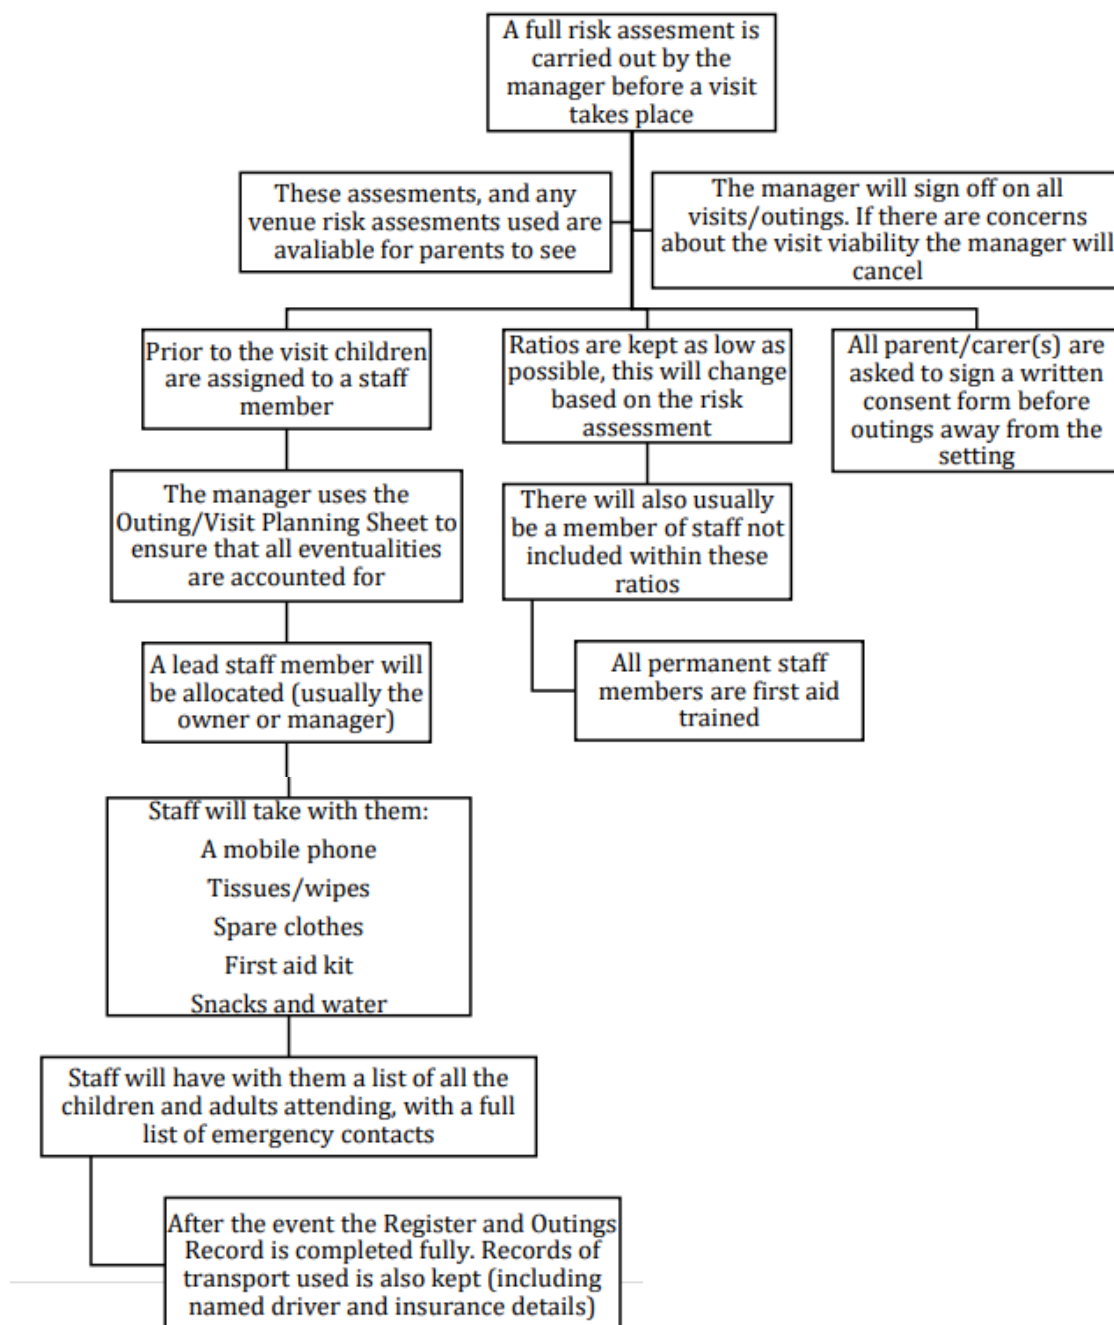 A full risk assesment is
carried out by the
manager before a visit
takes place
These assesments, and any
venue risk assesments used are
avaliable for parents to see
The manager will sign off on all
visits/outings. If there are concerns
about the visit viability the manager will
cancel
Prior to the visit children
are assigned to a staff
member
Ratios are kept as low as
possible, this will change
based on the risk
assessment
All parent/carer(s) are
asked to sign a written
consent form before
outings away from the
setting
The manager uses the
Outing/Visit Planning Sheet to
ensure that all eventualities
are accounted for
There will also usually
be a member of staff not
included within these
ratios
A lead staff member will
be allocated (usually the
owner or manager)
All permanent staff
members are first aid
trained
Staff will take with them:
A mobile phone
Tissues/wipes
Spare clothes
First aid kit
Snacks and water
Staff will have with them a list of all the
children and adults attending, with a full
list of emergency contacts
After the event the Register and Outings
Record is completed fully. Records of
transport used is also kept (including
named driver and insurance details)